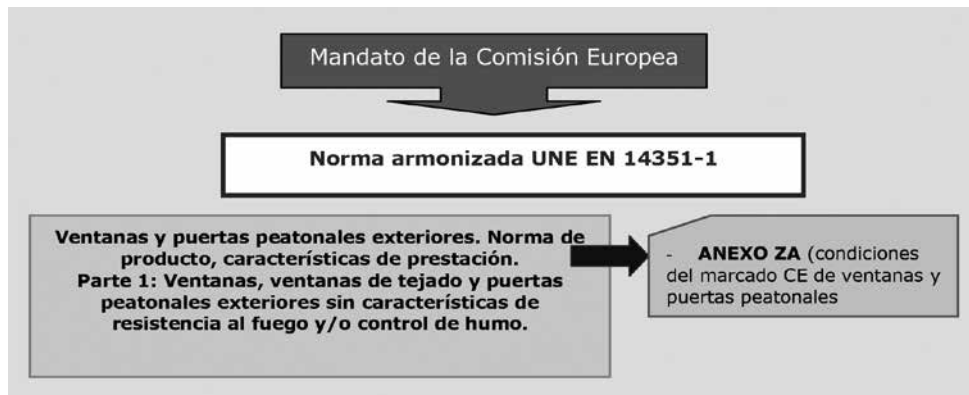 Mandato de la Comisión Europea
Norma armonizada UNE EN 14351-1
Ventanas y puertas peatonales exteriores. Norma de
producto, características de prestación.
Parte 1: Ventanas, ventanas de tejado y puertas
peatonales exteriores sin características de
resistencia al fuego y/o control de humo.
- ANEXO ZA (condiciones
del marcado CE de ventanas y
puertas peatonales